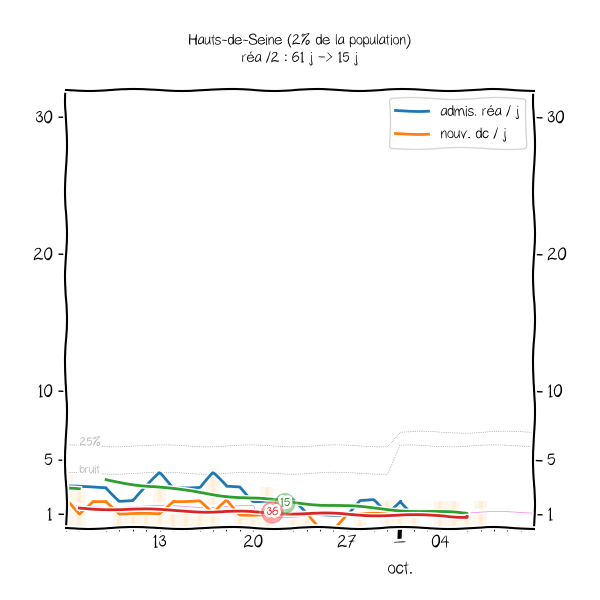 Hauts-de-Seine (2% de la population)
réa /2 : 61 j -> 15 j
admis. réa / j
nouv. dc / j
30
30
20
20
10
10
25%
5
5
bruit
15
36
1
1
13
20
27
04
oct.